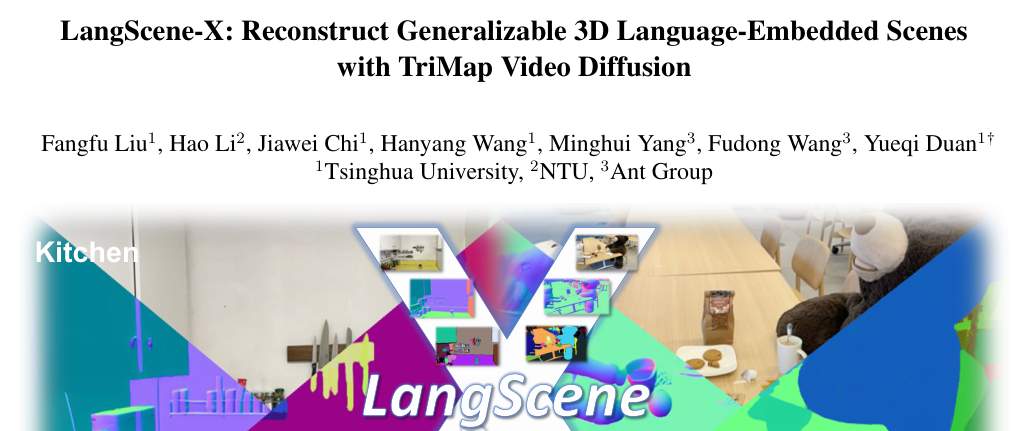 LangScene-X: Reconstruct Generalizable 3D Language-Embedded Scenes
with TriMap Video Diffusion
Fangfu Liu¹, Hao Li², Jiawei Chi¹, Hanyang Wang¹, Minghui Yang³, Fudong Wang³, Yueqi Duan¹†
¹Tsinghua University, ²NTU, ³Ant Group
Kitchen
LangScene